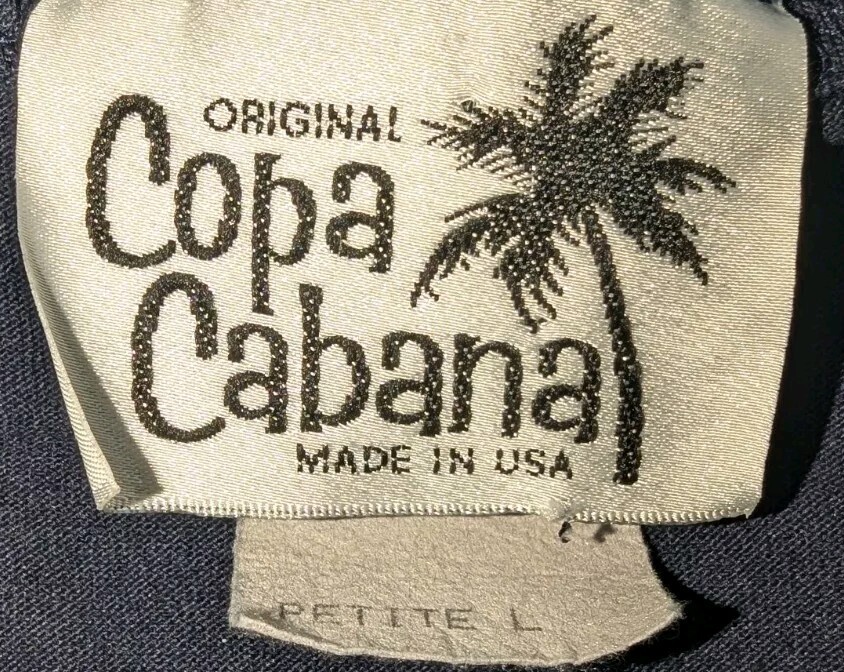 ORIGINAL
Copa
Cabana
MADE IN USA
PETITE L